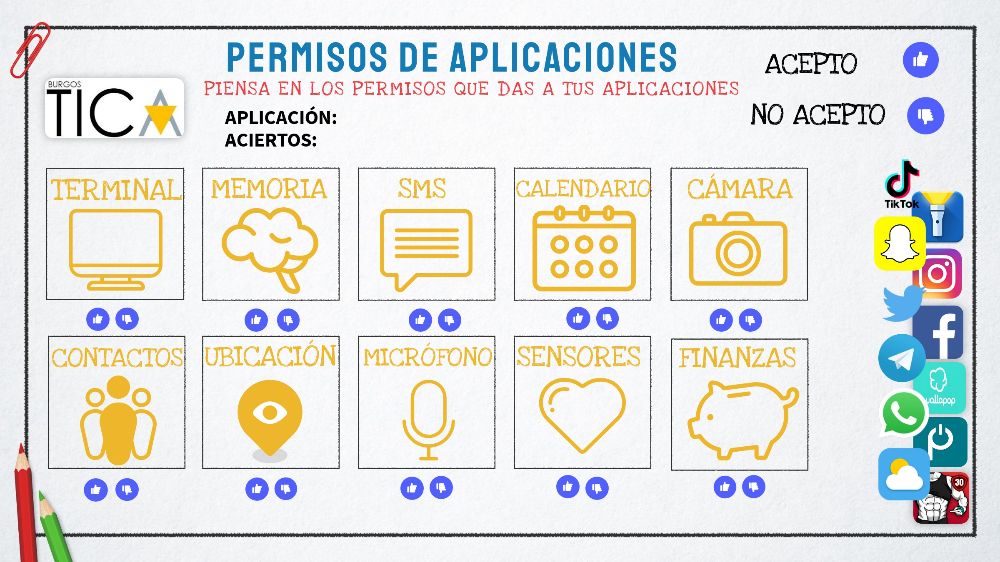 PERMISOS DE APLICACIONES
PIENSA EN LOS PERMISOS QUE DAS A TUS APLICACIONES
ACEPTO
NO ACEPTO
BURGOS
TICA
APLICACIÓN:
ACIERTOS:
TERMINAL
MEMORIA
SMS
CALENDARIO
CÁMARA
TikTok
CONTACTOS
UBICACIÓN
MICRÓFONO
SENSORES
FINANZAS
wallapop
30